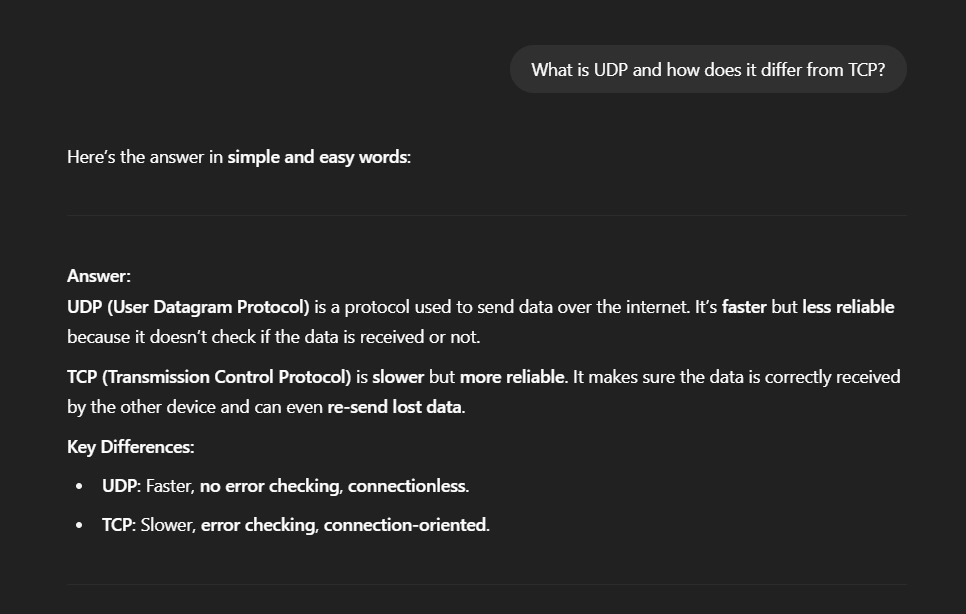 What is UDP and how does it differ from TCP?
Here’s the answer in simple and easy words:
Answer:
UDP (User Datagram Protocol) is a protocol used to send data over the internet. It’s faster but less reliable
because it doesn’t check if the data is received or not.
TCP (Transmission Control Protocol) is slower but more reliable. It makes sure the data is correctly received
by the other device and can even re-send lost data.
Key Differences:
• UDP: Faster, no error checking, connectionless.
• TCP: Slower, error checking, connection-oriented.